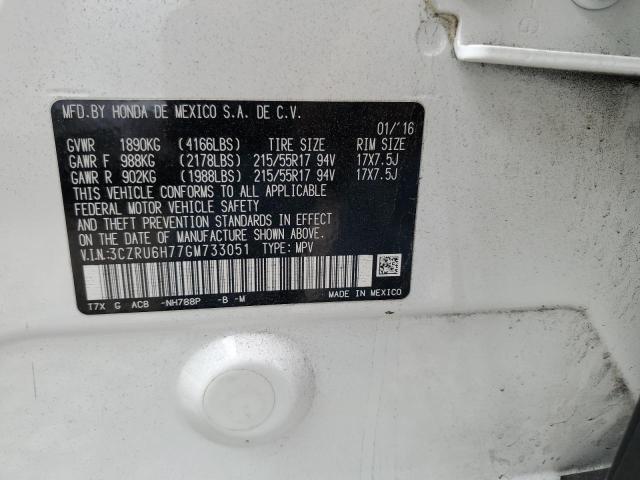 MFD.BY HONDA DE MEXICO S.A. DE C.V.
01/'16
GVWR 1890KG (4166LBS) TIRE SIZE RIM SIZE
GAWR F 988KG (2178LBS) 215/55R17 94V 17X7.5J
GAWR R 902KG (1988LBS) 215/55R17 94V 17X7.5J
THIS VEHICLE CONFORMS TO ALL APPLICABLE
FEDERAL MOTOR VEHICLE SAFETY
AND THEFT PREVENTION STANDARDS IN EFFECT
ON THE DATE OF MANUFACTURE SHOWN ABOVE.
V.I.N.:3CZRU6H77GM733051 TYPE: MPV
T7X G AC8 -NH788P -B -M MADE IN MEXICO